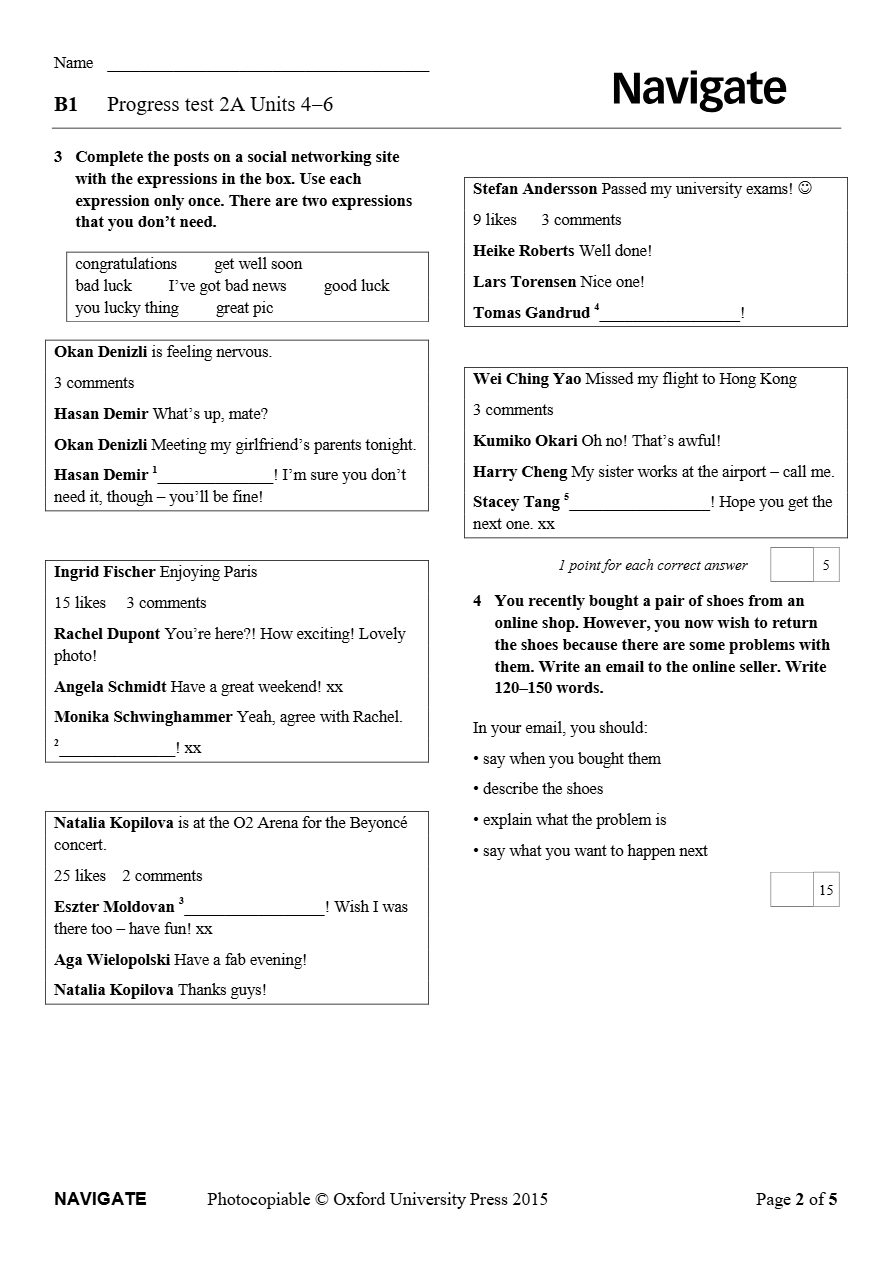 Name ________________________________________
Navigate
B1 Progress test 2A Units 4–6
3 Complete the posts on a social networking site
with the expressions in the box. Use each
expression only once. There are two expressions
that you don’t need.
congratulations get well soon
bad luck I’ve got bad news good luck
you lucky thing great pic
Okan Denizli is feeling nervous.
3 comments
Hasan Demir What’s up, mate?
Okan Denizli Meeting my girlfriend’s parents tonight.
Hasan Demir ¹______________! I’m sure you don’t
need it, though – you’ll be fine!
Ingrid Fischer Enjoying Paris
15 likes 3 comments
Rachel Dupont You’re here?! How exciting! Lovely
photo!
Angela Schmidt Have a great weekend! xx
Monika Schwinghammer Yeah, agree with Rachel.
²______________! xx
Natalia Kopilova is at the O2 Arena for the Beyoncé
concert.
25 likes 2 comments
Eszter Moldovan ³_________________! Wish I was
there too – have fun! xx
Aga Wielopolski Have a fab evening!
Natalia Kopilova Thanks guys!
Stefan Andersson Passed my university exams! ☺
9 likes 3 comments
Heike Roberts Well done!
Lars Torensen Nice one!
Tomas Gandrud ⁴_________________!
Wei Ching Yao Missed my flight to Hong Kong
3 comments
Kumiko Okari Oh no! That’s awful!
Harry Cheng My sister works at the airport – call me.
Stacey Tang ⁵_________________! Hope you get the
next one. xx
1 point for each correct answer 5
4 You recently bought a pair of shoes from an
online shop. However, you now wish to return
the shoes because there are some problems with
them. Write an email to the online seller. Write
120–150 words.
In your email, you should:
• say when you bought them
• describe the shoes
• explain what the problem is
• say what you want to happen next
15
NAVIGATE Photocopiable © Oxford University Press 2015 Page 2 of 5